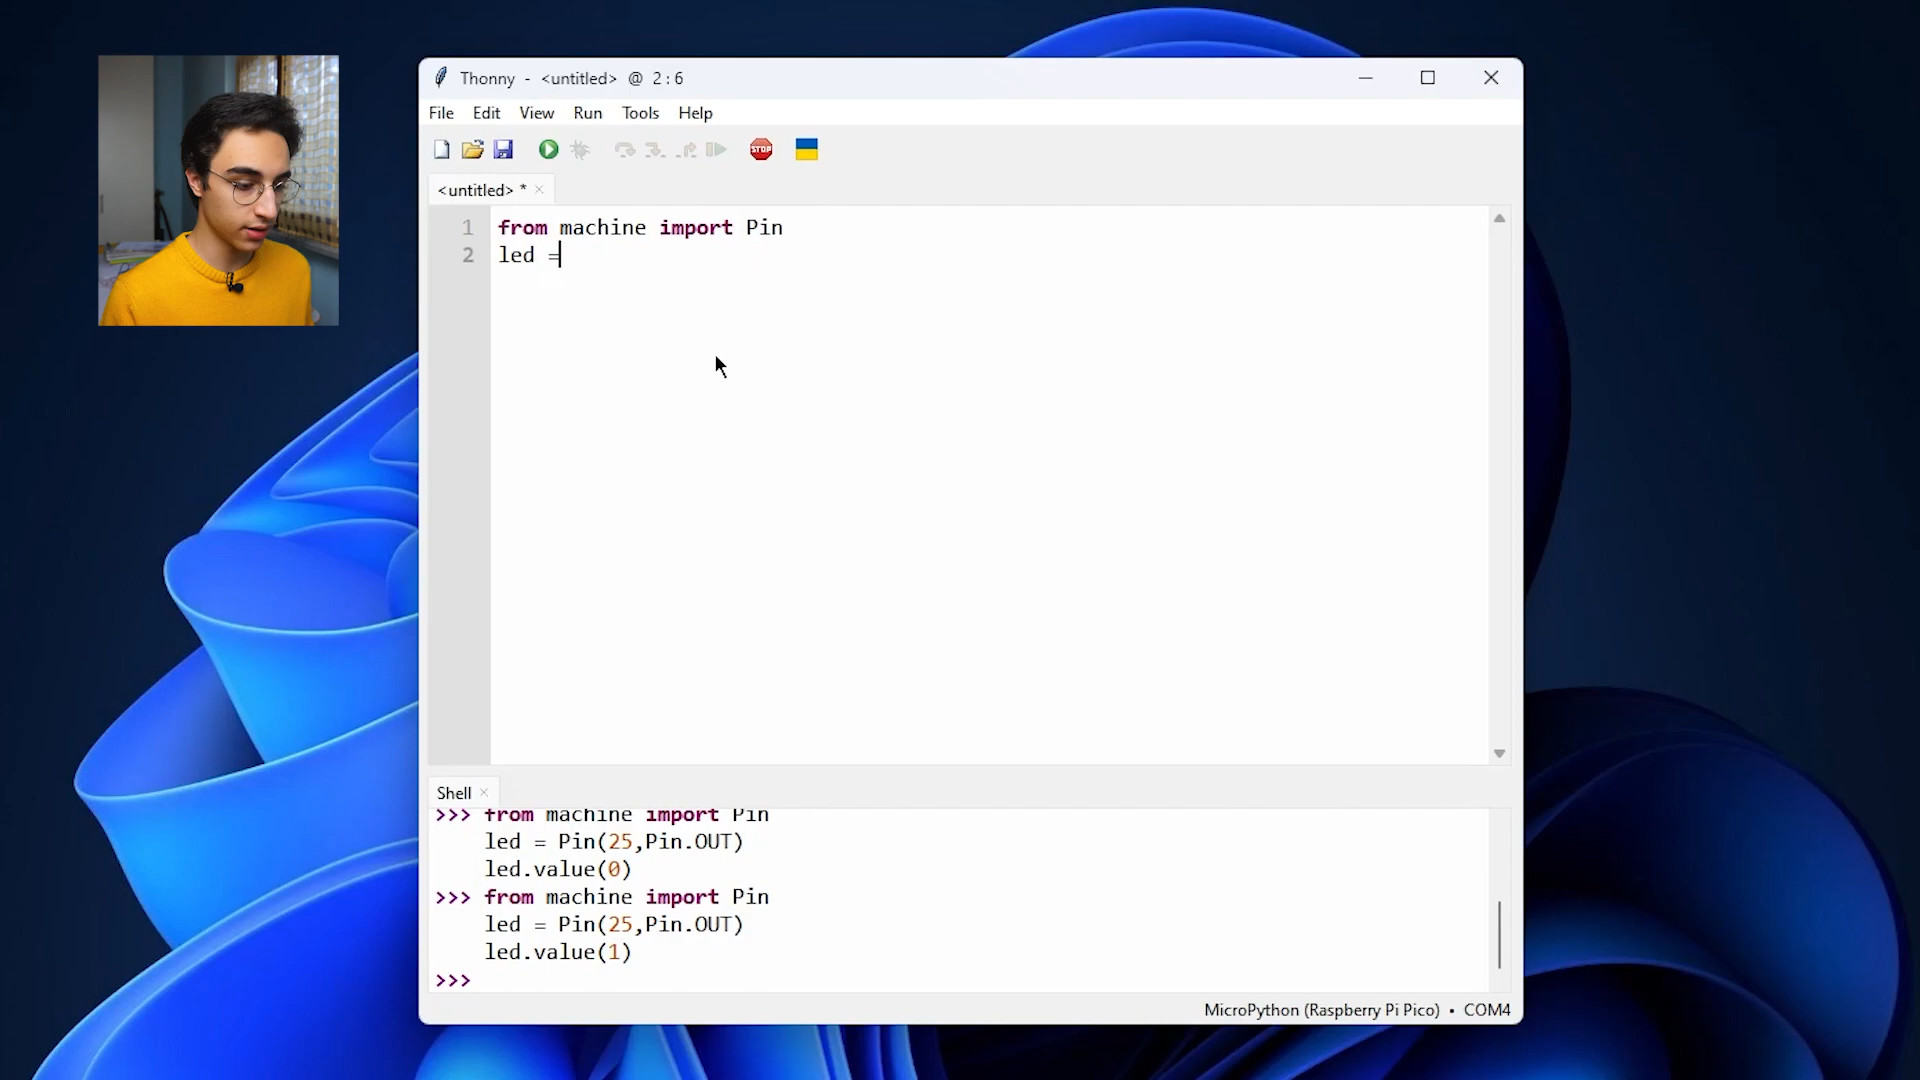 Thonny - <untitled> @ 2:6
File Edit View Run Tools Help
STOP
<untitled> *
1 from machine import Pin
2 led =
Shell
>>> from machine import Pin
led = Pin(25,Pin.OUT)
led.value(0)
>>> from machine import Pin
led = Pin(25,Pin.OUT)
led.value(1)
>>>
MicroPython (Raspberry Pi Pico) • COM4